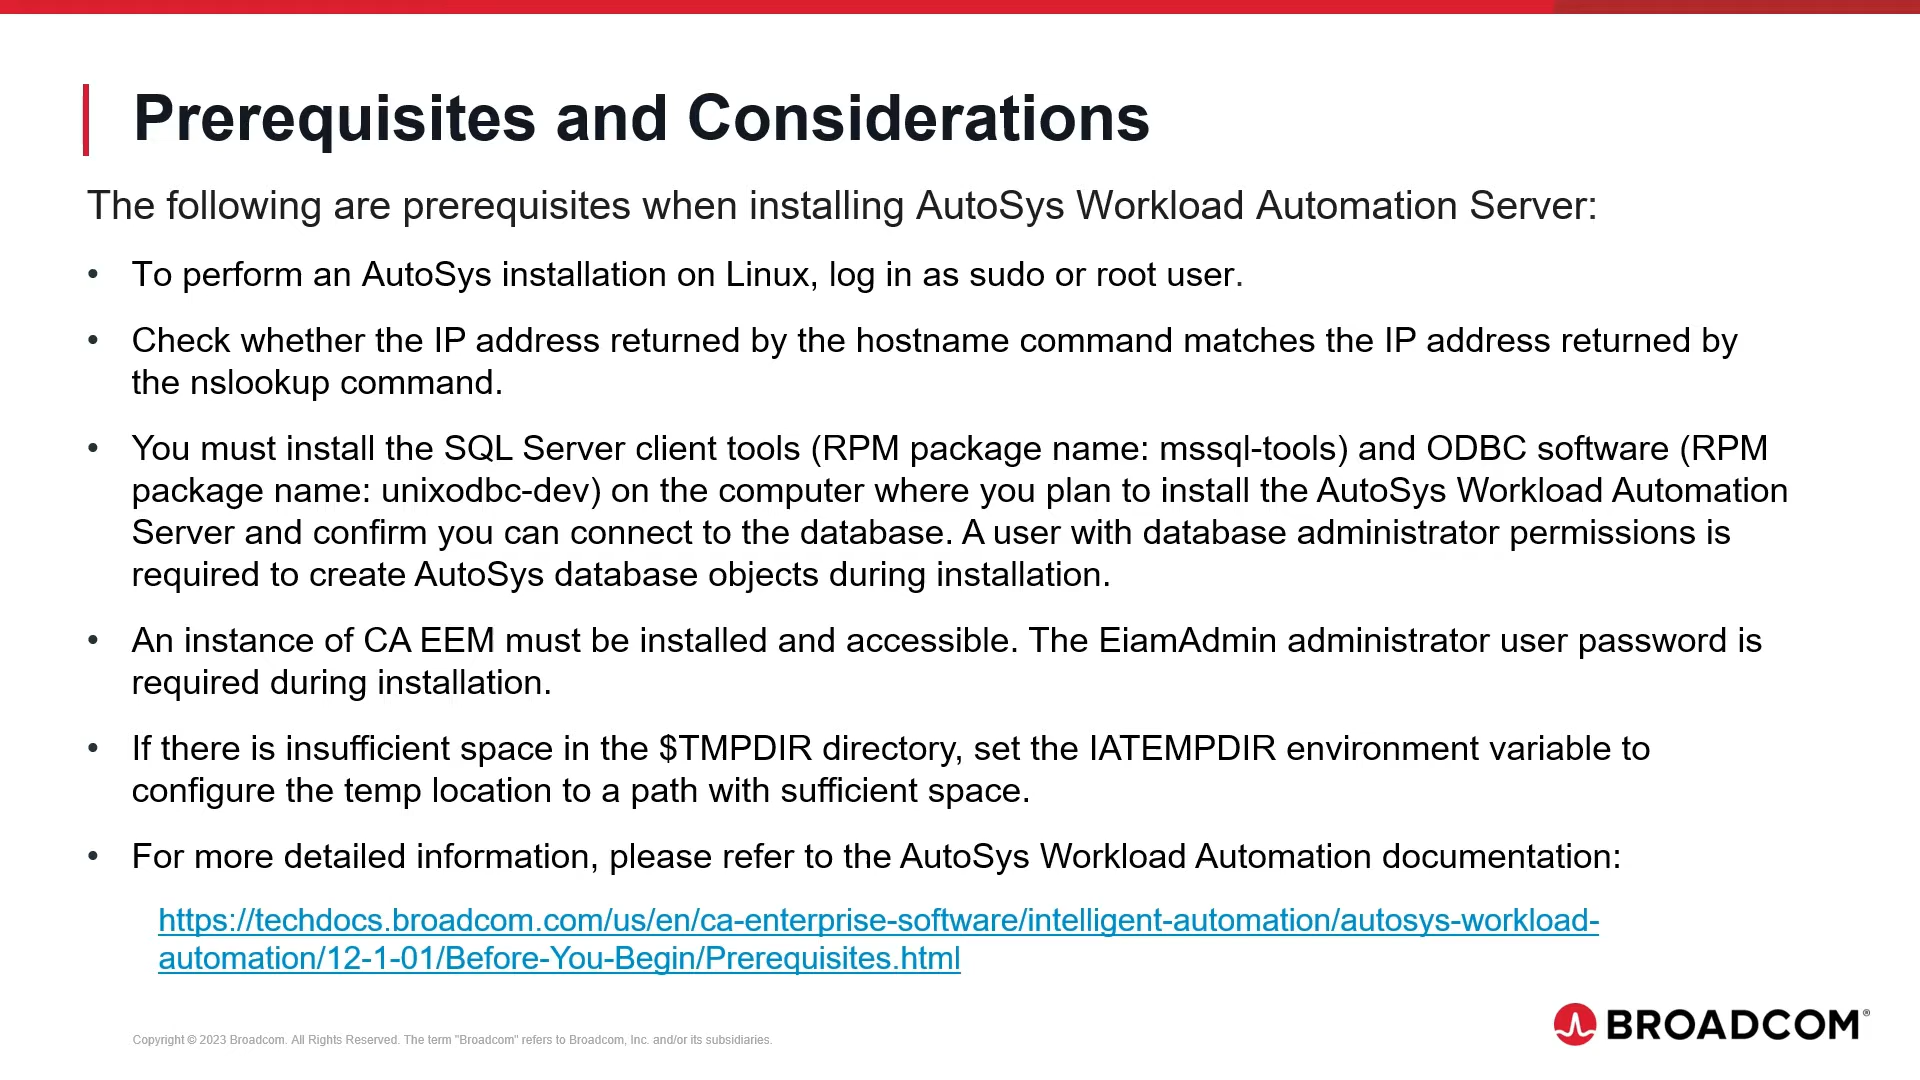 Prerequisites and Considerations
The following are prerequisites when installing AutoSys Workload Automation Server:
• To perform an AutoSys installation on Linux, log in as sudo or root user.
• Check whether the IP address returned by the hostname command matches the IP address returned by
the nslookup command.
• You must install the SQL Server client tools (RPM package name: mssql-tools) and ODBC software (RPM
package name: unixodbc-dev) on the computer where you plan to install the AutoSys Workload Automation
Server and confirm you can connect to the database. A user with database administrator permissions is
required to create AutoSys database objects during installation.
• An instance of CA EEM must be installed and accessible. The EiamAdmin administrator user password is
required during installation.
• If there is insufficient space in the $TMPDIR directory, set the IATEMPDIR environment variable to
configure the temp location to a path with sufficient space.
• For more detailed information, please refer to the AutoSys Workload Automation documentation:
https://techdocs.broadcom.com/us/en/ca-enterprise-software/intelligent-automation/autosys-workload-
automation/12-1-01/Before-You-Begin/Prerequisites.html
Copyright © 2023 Broadcom. All Rights Reserved. The term "Broadcom" refers to Broadcom, Inc. and/or its subsidiaries.
BROADCOM®